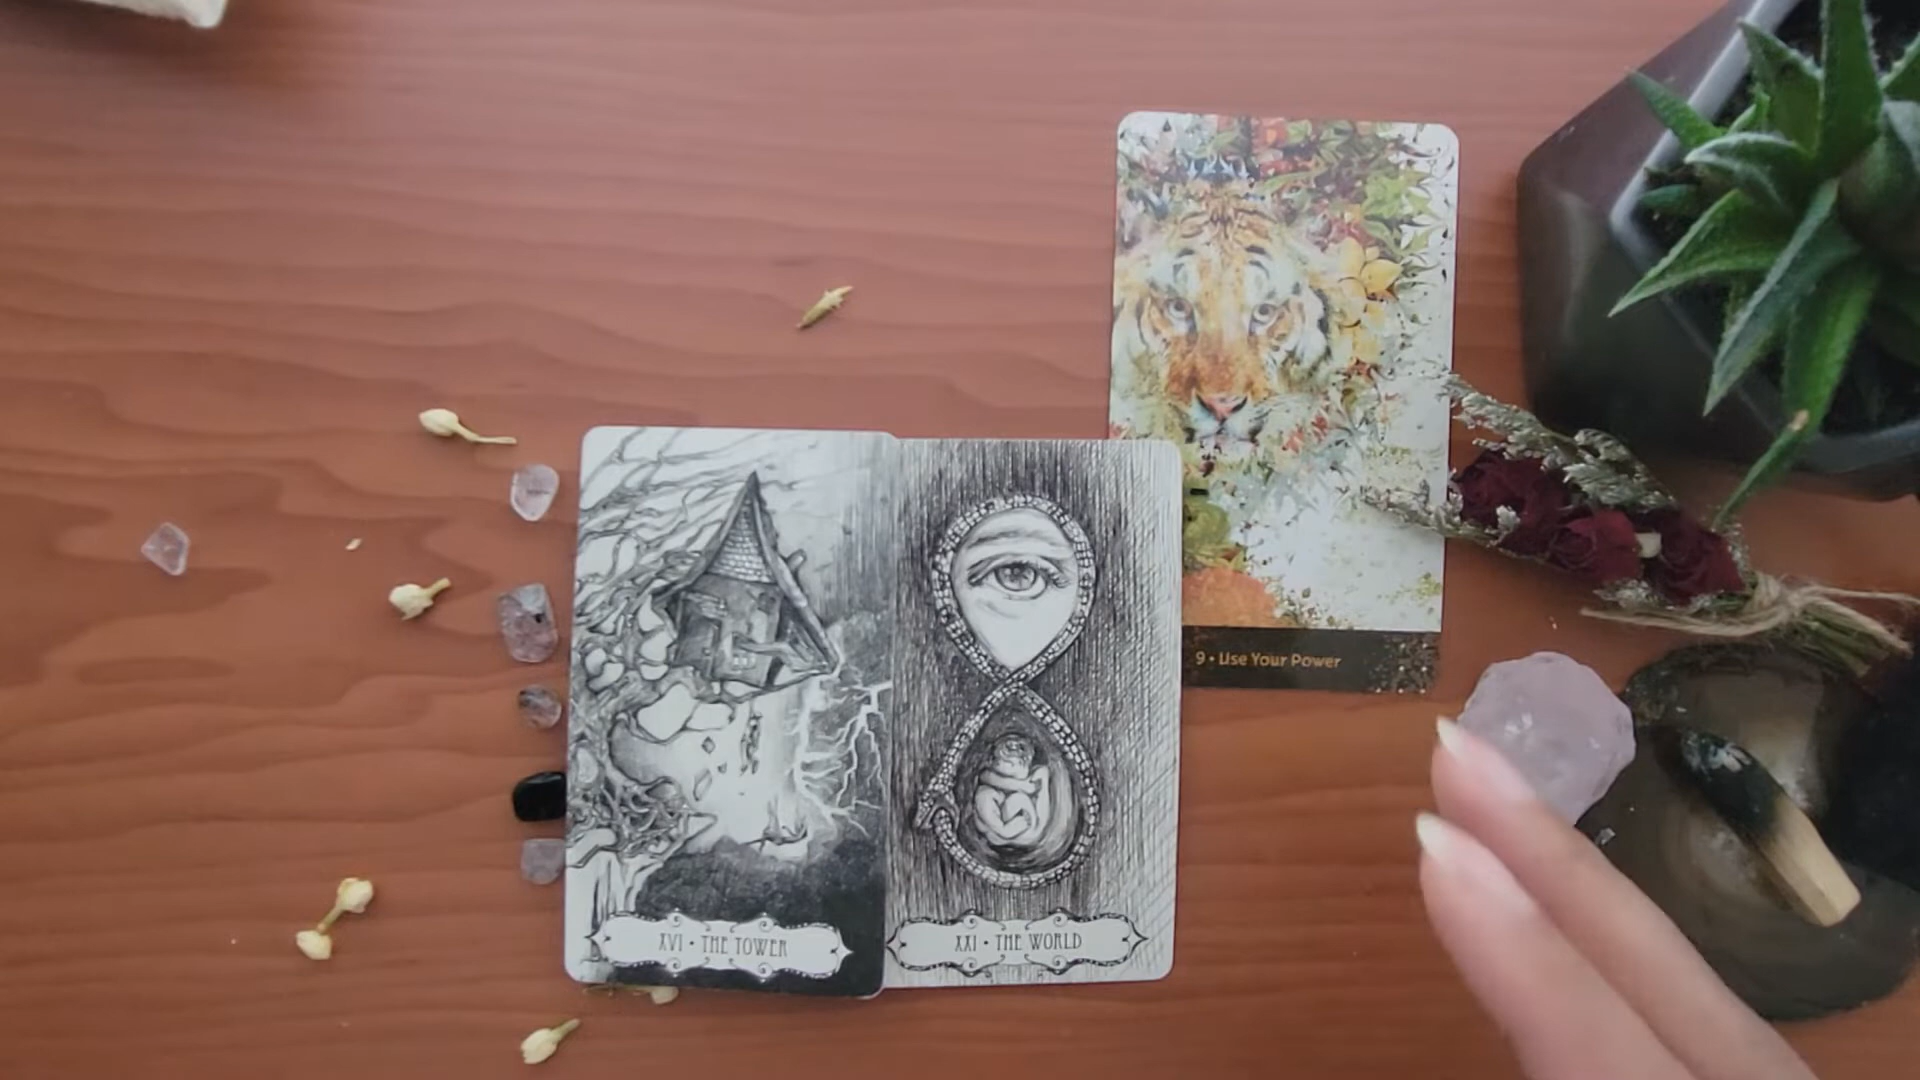 9 • Use Your Power
XVI • THE TOWER
XXI • THE WORLD